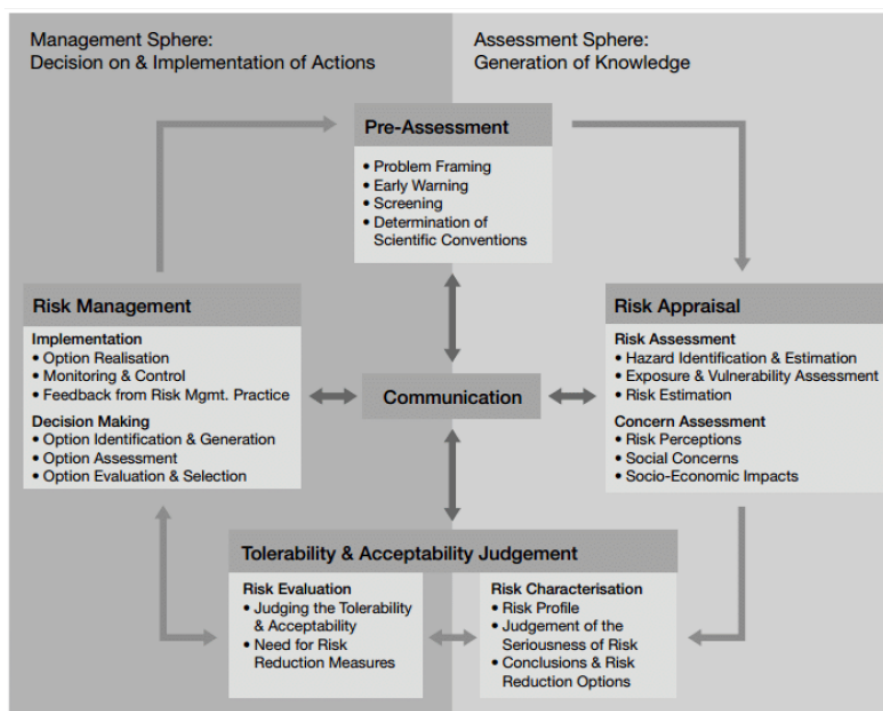 Management Sphere:
Decision on & Implementation of Actions
Assessment Sphere:
Generation of Knowledge
Pre-Assessment
• Problem Framing
• Early Warning
• Screening
• Determination of
Scientific Conventions
Risk Management
Implementation
• Option Realisation
• Monitoring & Control
• Feedback from Risk Mgmt. Practice
Decision Making
• Option Identification & Generation
• Option Assessment
• Option Evaluation & Selection
Communication
Risk Appraisal
Risk Assessment
• Hazard Identification & Estimation
• Exposure & Vulnerability Assessment
• Risk Estimation
Concern Assessment
• Risk Perceptions
• Social Concerns
• Socio-Economic Impacts
Tolerability & Acceptability Judgement
Risk Evaluation
• Judging the Tolerability
& Acceptability
• Need for Risk
Reduction Measures
Risk Characterisation
• Risk Profile
• Judgement of the
Seriousness of Risk
• Conclusions & Risk
Reduction Options